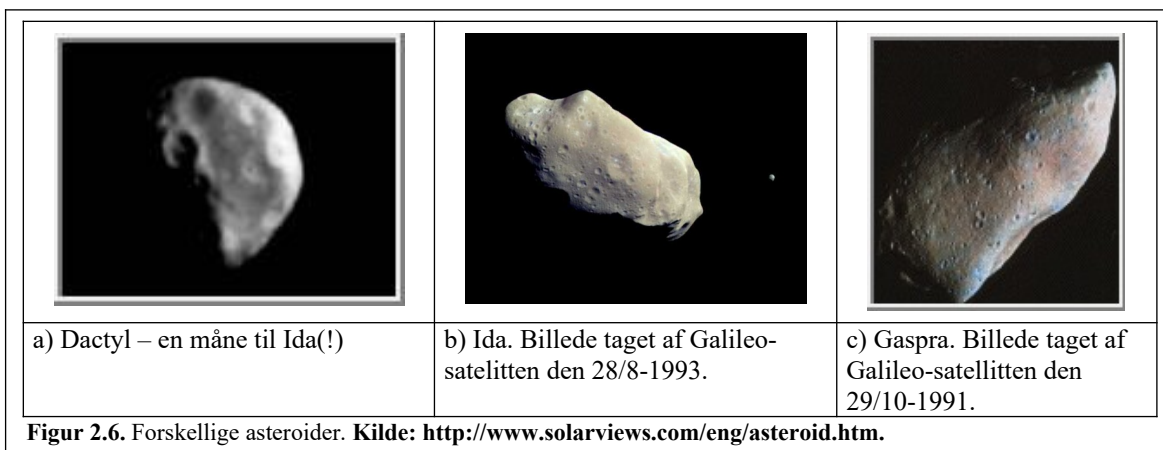 a) Dactyl – en måne til Ida(!)
b) Ida. Billede taget af Galileo-
satelitten den 28/8-1993.
c) Gaspra. Billede taget af
Galileo-satellitten den
29/10-1991.
Figur 2.6. Forskellige asteroider. Kilde: http://www.solarviews.com/eng/asteroid.htm.